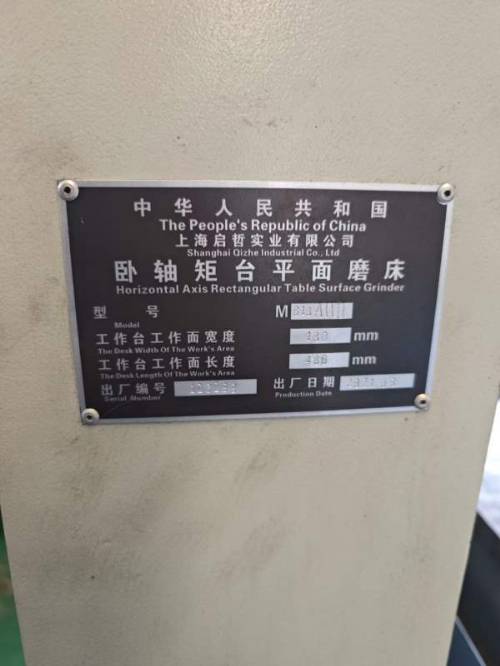 中华人民共和国
The People's Republic of China
上海启哲实业有限公司
Shanghai Qizhe Industrial Co., Ltd
卧轴矩台平面磨床
Horizontal Axis Rectangular Table Surface Grinder
型号 M
Model
工作台工作面宽度 mm
The Desk Width Of The Work's Area
工作台工作面长度 mm
The Desk Length Of The Work's Area
出厂编号 出厂日期
Serial Number Production Date